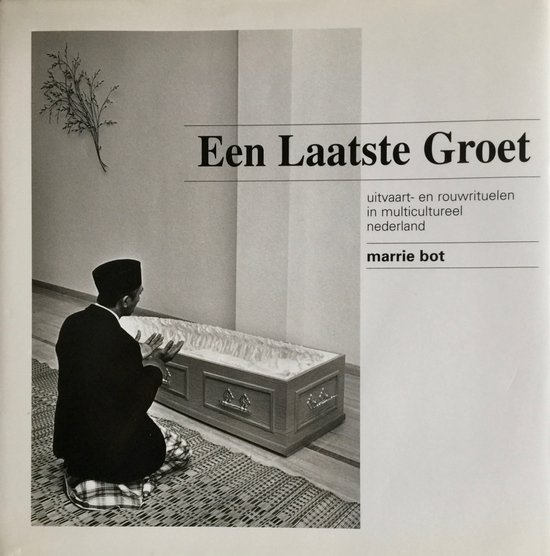 Een Laatste Groet
uitvaart- en rouwrituelen
in multicultureel
nederland
marrie bot